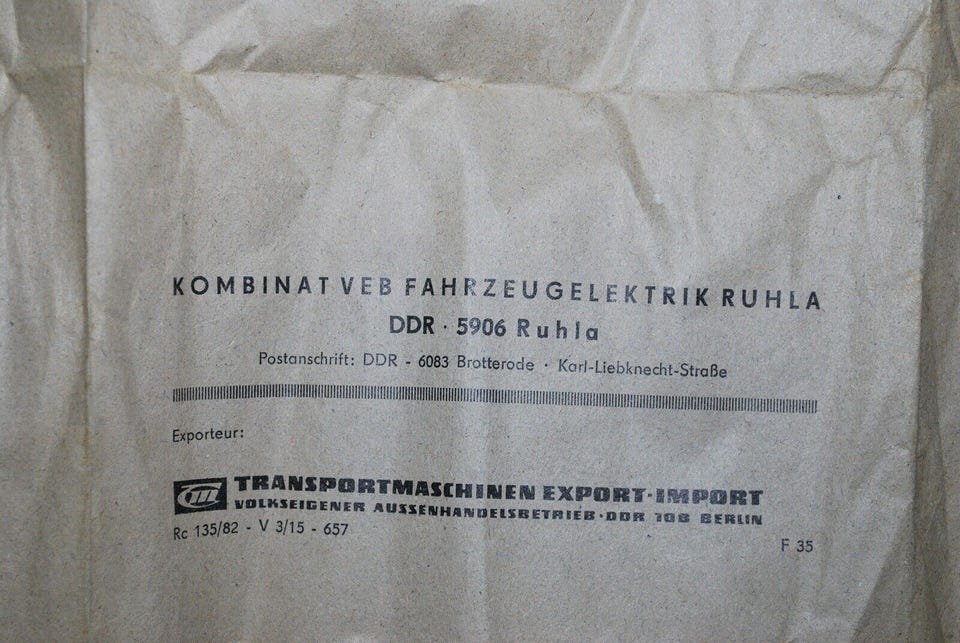 KOMBINAT VEB FAHRZEUGELEKTRIK RUHLA
DDR · 5906 Ruhla
Postanschrift: DDR - 6083 Brotterode · Karl-Liebknecht-Straße
Exporteur:
TRANSPORTMASCHINEN EXPORT-IMPORT
VOLKSEIGENER AUSSENHANDELSBETRIEB · DDR 108 BERLIN
Rc 135/82 - V 3/15 - 657
F 35